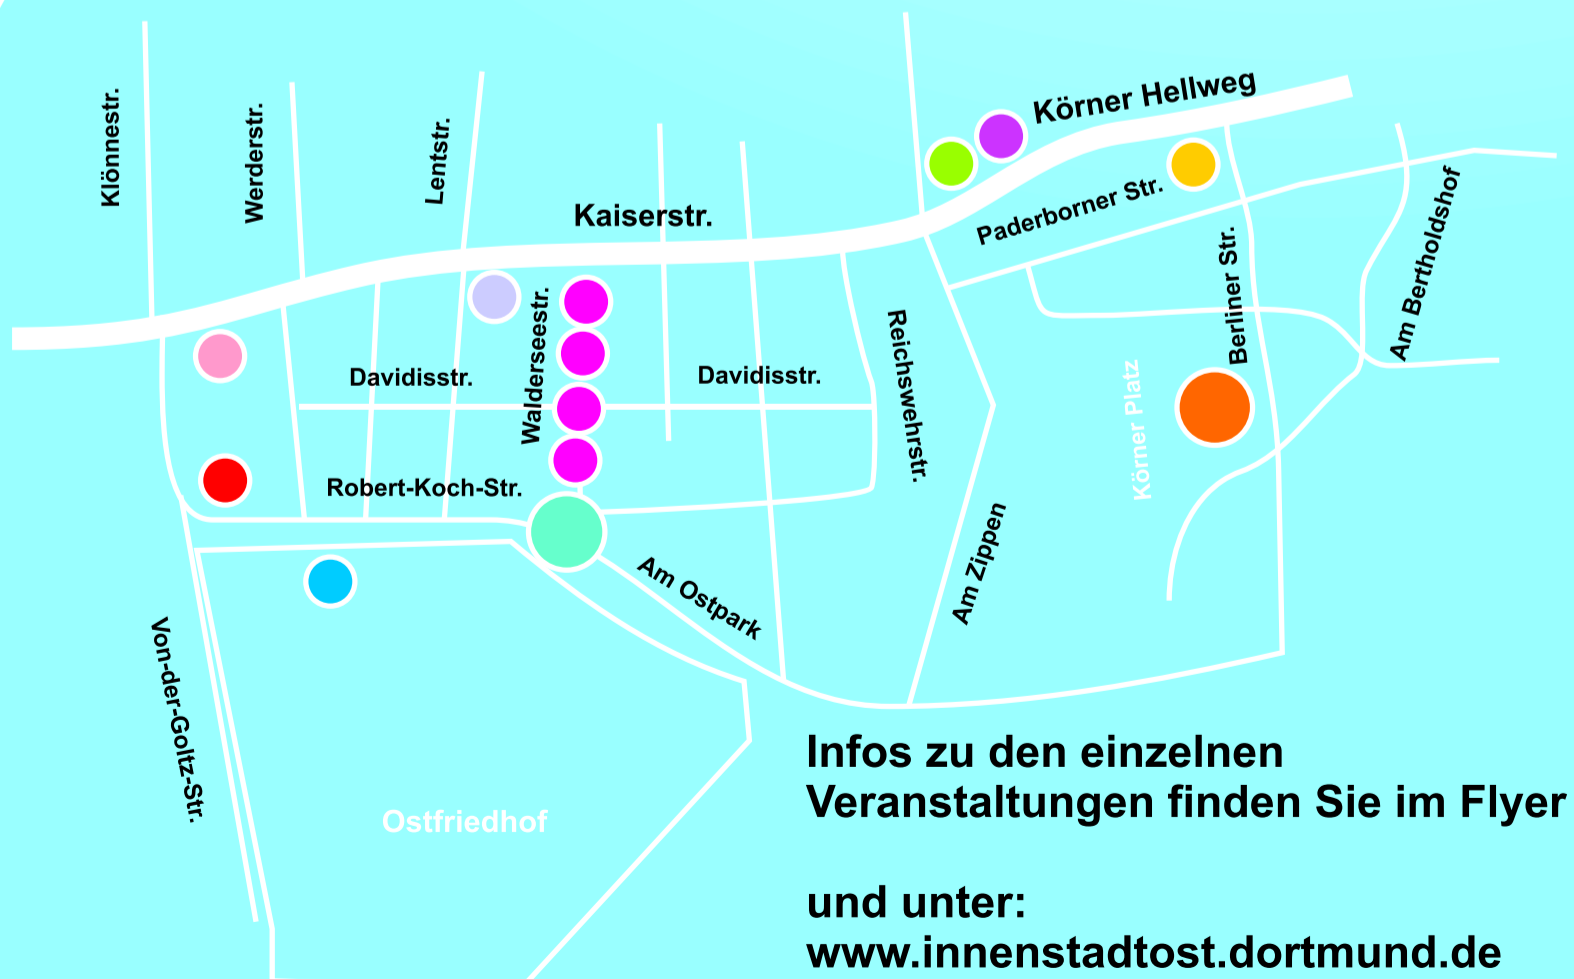 Klönnestr.
Werderstr.
Lentstr.
Kaiserstr.
Körner Hellweg
Paderborner Str.
Berliner Str.
Am Bertholdshof
Davidisstr.
Walderseestr.
Davidisstr.
Reichswehrstr.
Körner Platz
Robert-Koch-Str.
Am Ostpark
Am Zippen
Von-der-Goltz-Str.
Ostfriedhof
Infos zu den einzelnen
Veranstaltungen finden Sie im Flyer
und unter:
www.innenstadtost.dortmund.de